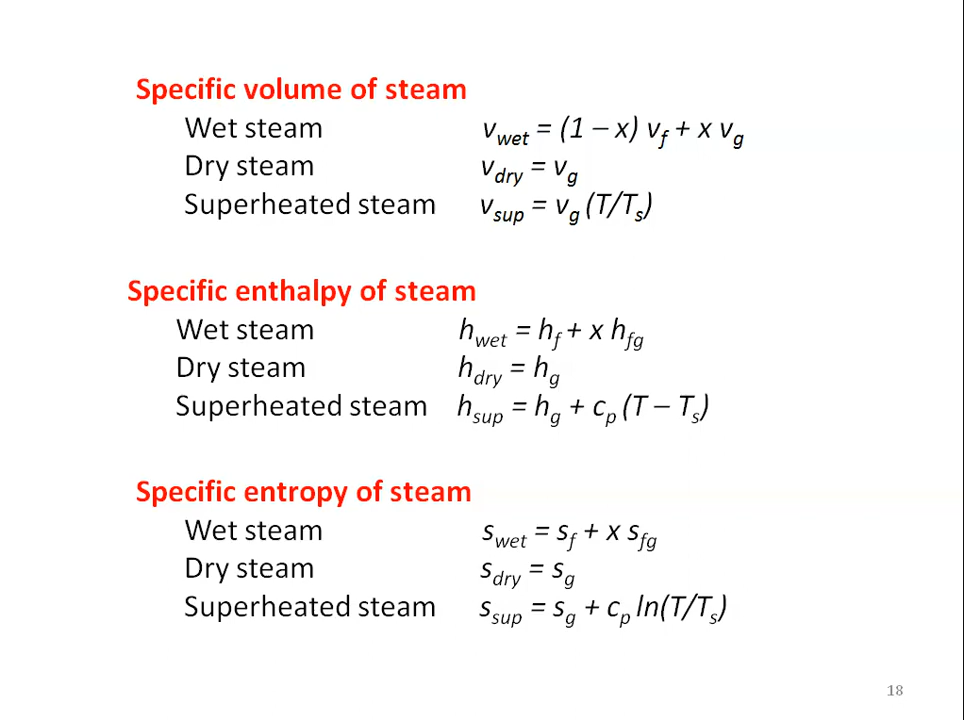 Specific volume of steam
Wet steam v_wet = (1 – x) v_f + x v_g
Dry steam v_dry = v_g
Superheated steam v_sup = v_g (T/T_s)
Specific enthalpy of steam
Wet steam h_wet = h_f + x h_fg
Dry steam h_dry = h_g
Superheated steam h_sup = h_g + c_p (T – T_s)
Specific entropy of steam
Wet steam s_wet = s_f + x s_fg
Dry steam s_dry = s_g
Superheated steam s_sup = s_g + c_p ln(T/T_s)
18